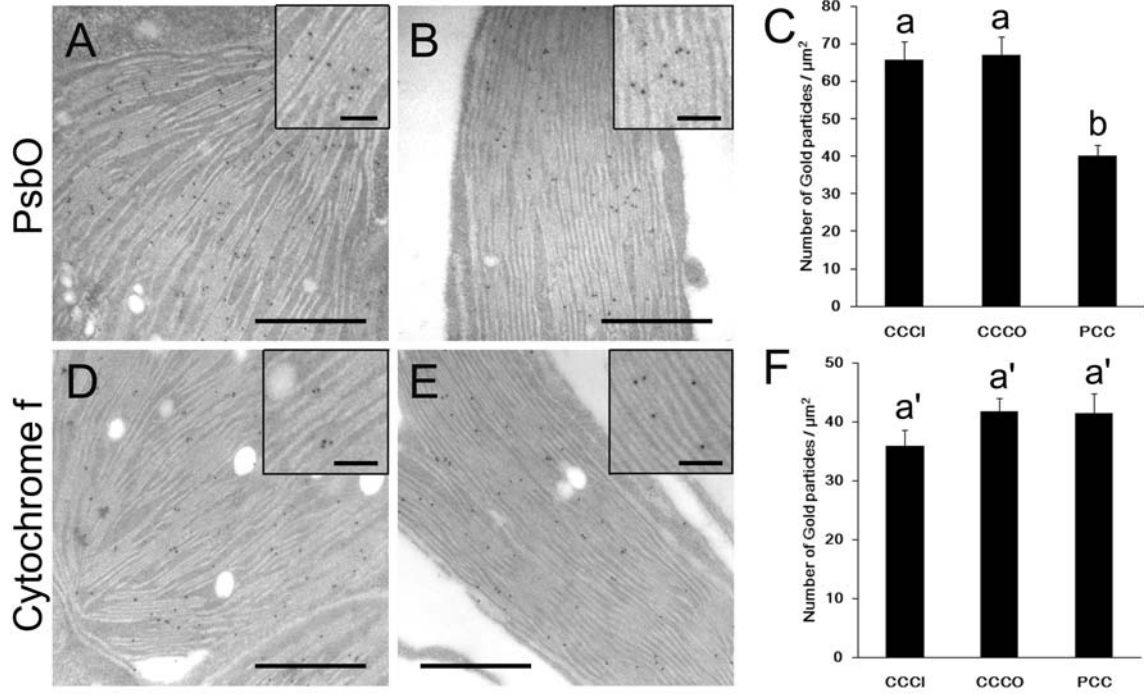 PsbO
A
B
C
Number of Gold particles / µm²
80
70
60
50
40
30
20
10
0
a
a
b
CCCI
CCCO
PCC
Cytochrome f
D
E
F
Number of Gold particles / µm²
50
40
30
20
10
0
a'
a'
a'
CCCI
CCCO
PCC